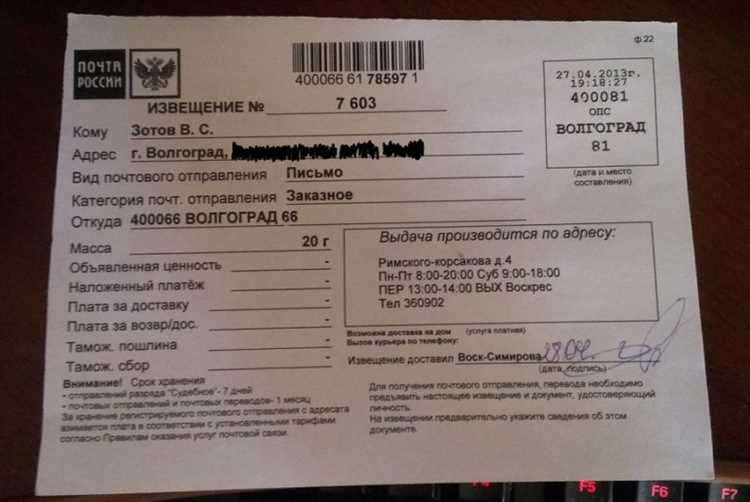 ф.22
ПОЧТА
РОССИИ
400066 61 78597 1
ИЗВЕЩЕНИЕ № 7 603
27.04.2013г.
19:18:27
400081
ОПС
ВОЛГОГРАД
81
(дата и место
составления)
Кому Зотов В. С.
Адрес г. Волгоград,
Вид почтового отправления Письмо
Категория почт. отправления Заказное
Откуда 400066 ВОЛГОГРАД 66
Масса 20 г
Объявленная ценность -
Наложенный платёж -
Плата за доставку -
Плата за возвр/дос. -
Тамож. пошлина -
Тамож. сбор -
Выдача производится по адресу:
Римского-корсакова д.4
Пн-Пт 8:00-20:00 Суб 9:00-18:00
ПЕР 13:00-14:00 ВЫХ Воскрес
Тел 360902
Возможна доставка на дом (услуга платная)
Вызов курьера по телефону:
Извещение доставил Воск-Симирова 28.04.
(дата, подпись)
Внимание! Срок хранения
- отправлений разряда "Судебное"- 7 дней
- почтовых отправлений и почтовых переводов- 1 месяц
За хранение регистрируемого почтового отправления с адресата
взимается плата в соответствии с установленными тарифами
согласно Правилам оказания услуг почтовой связи.
Для получения почтового отправления, перевода необходимо
предъявить настоящее извещение и документ, удостоверяющий
личность.
На извещении предварительно укажите сведения об этом
документе.
F4 F5 F6 F7